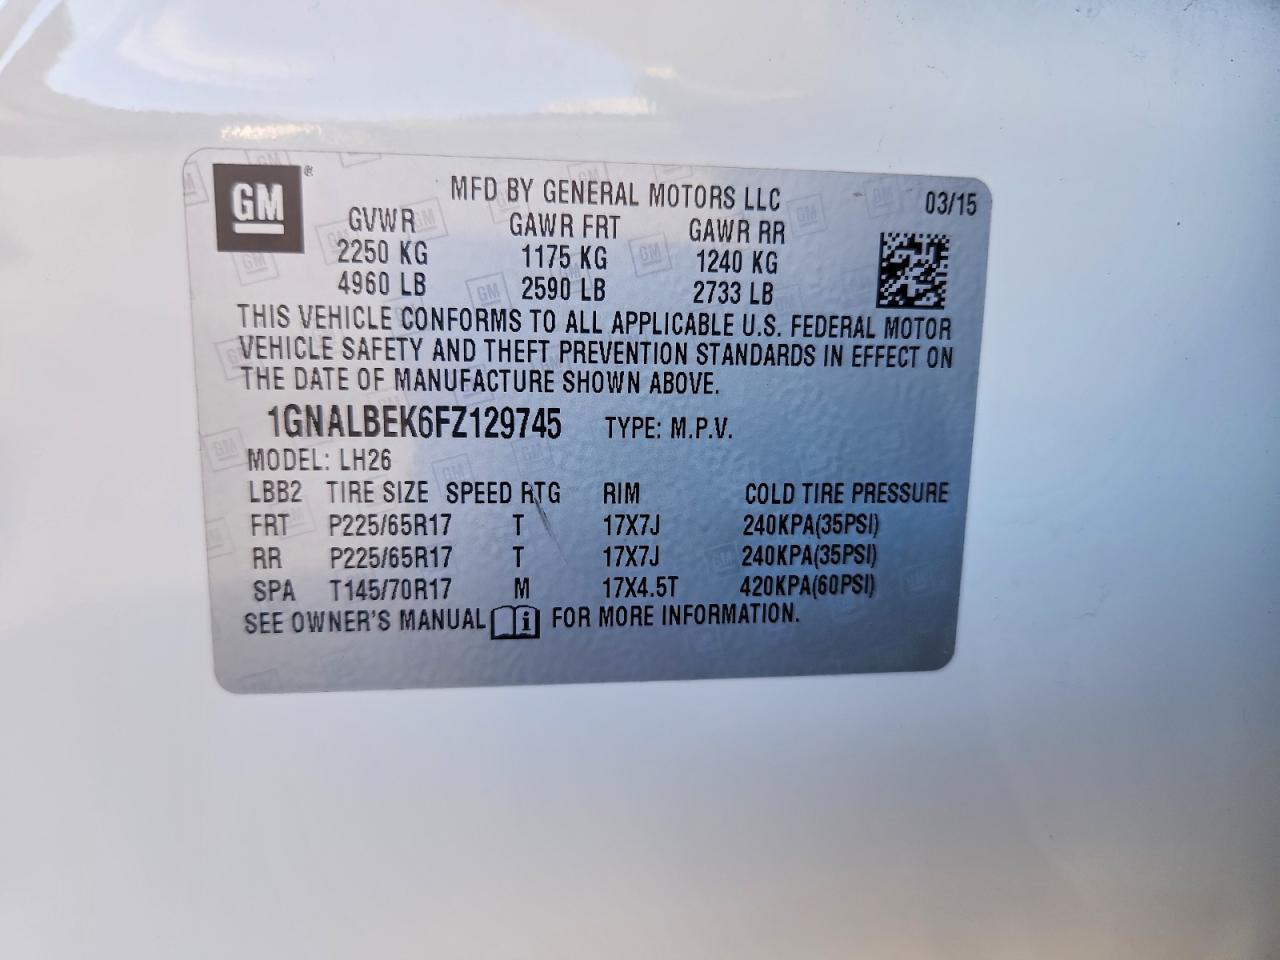 GM ®
MFD BY GENERAL MOTORS LLC 03/15
GVWR GAWR FRT GAWR RR
2250 KG 1175 KG 1240 KG
4960 LB 2590 LB 2733 LB
THIS VEHICLE CONFORMS TO ALL APPLICABLE U.S. FEDERAL MOTOR
VEHICLE SAFETY AND THEFT PREVENTION STANDARDS IN EFFECT ON
THE DATE OF MANUFACTURE SHOWN ABOVE.
1GNALBEK6FZ129745 TYPE: M.P.V.
MODEL: LH26
LBB2 TIRE SIZE SPEED RTG RIM COLD TIRE PRESSURE
FRT P225/65R17 T 17X7J 240KPA(35PSI)
RR P225/65R17 T 17X7J 240KPA(35PSI)
SPA T145/70R17 M 17X4.5T 420KPA(60PSI)
SEE OWNER'S MANUAL i FOR MORE INFORMATION.